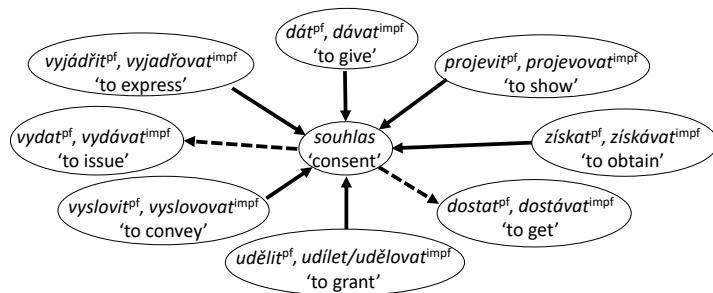 dát^pf, dávat^impf
'to give'
vyjádřit^pf, vyjadřovat^impf
'to express'
projevit^pf, projevovat^impf
'to show'
vydat^pf, vydávat^impf
'to issue'
souhlas
'consent'
získat^pf, získávat^impf
'to obtain'
vyslovit^pf, vyslovovat^impf
'to convey'
dostat^pf, dostávat^impf
'to get'
udělit^pf, udílet/udělovat^impf
'to grant'